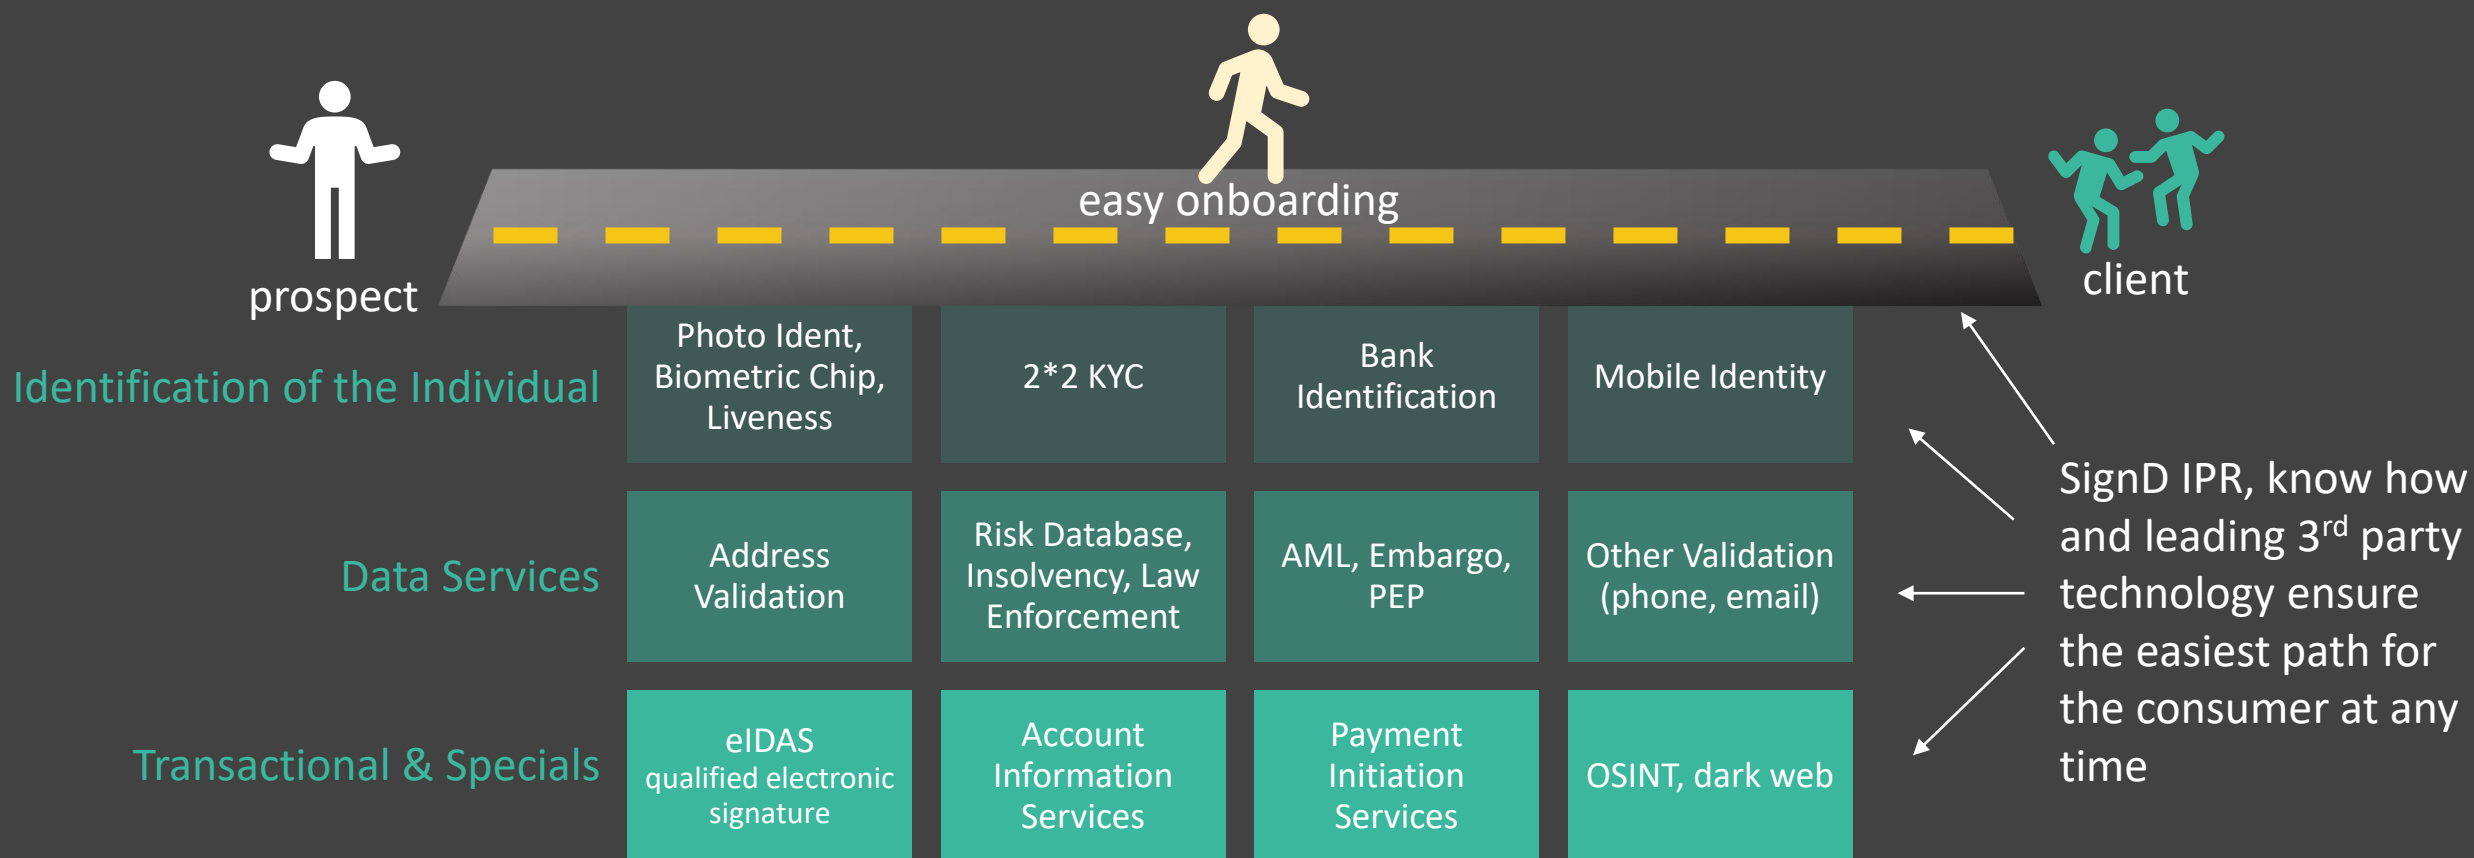 easy onboarding
prospect
client
Identification of the Individual
Photo Ident,
Biometric Chip,
Liveness
2*2 KYC
Bank
Identification
Mobile Identity
Data Services
Address
Validation
Risk Database,
Insolvency, Law
Enforcement
AML, Embargo,
PEP
Other Validation
(phone, email)
Transactional & Specials
eIDAS
qualified electronic
signature
Account
Information
Services
Payment
Initiation
Services
OSINT, dark web
SignD IPR, know how
and leading 3rd party
technology ensure
the easiest path for
the consumer at any
time